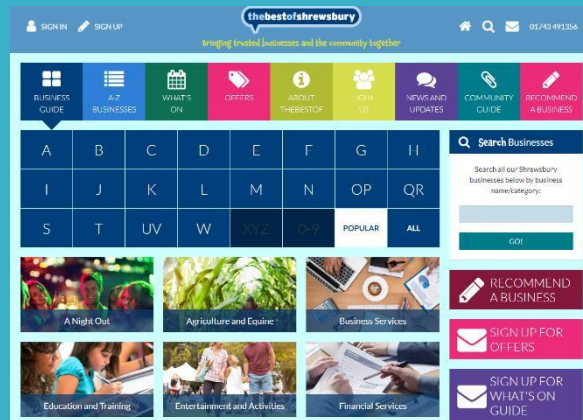 SIGN IN SIGN UP
thebestofshrewsbury
01743 491356
Bringing trusted businesses and the community together
BUSINESS GUIDE
A-Z BUSINESSES
WHAT'S ON
OFFERS
ABOUT THEBESTOF
JOIN US
NEWS AND UPDATES
COMMUNITY GUIDE
RECOMMEND A BUSINESS
A B C D E F G H
I J K L M N OP QR
S T UV W XYZ 0-9 POPULAR ALL
Search Businesses
Search all our Shrewsbury
businesses below by business
name/category:
GO!
A Night Out
Agriculture and Equine
Business Services
Education and Training
Entertainment and Activities
Financial Services
RECOMMEND
A BUSINESS
SIGN UP FOR
OFFERS
SIGN UP FOR
WHAT'S ON
GUIDE